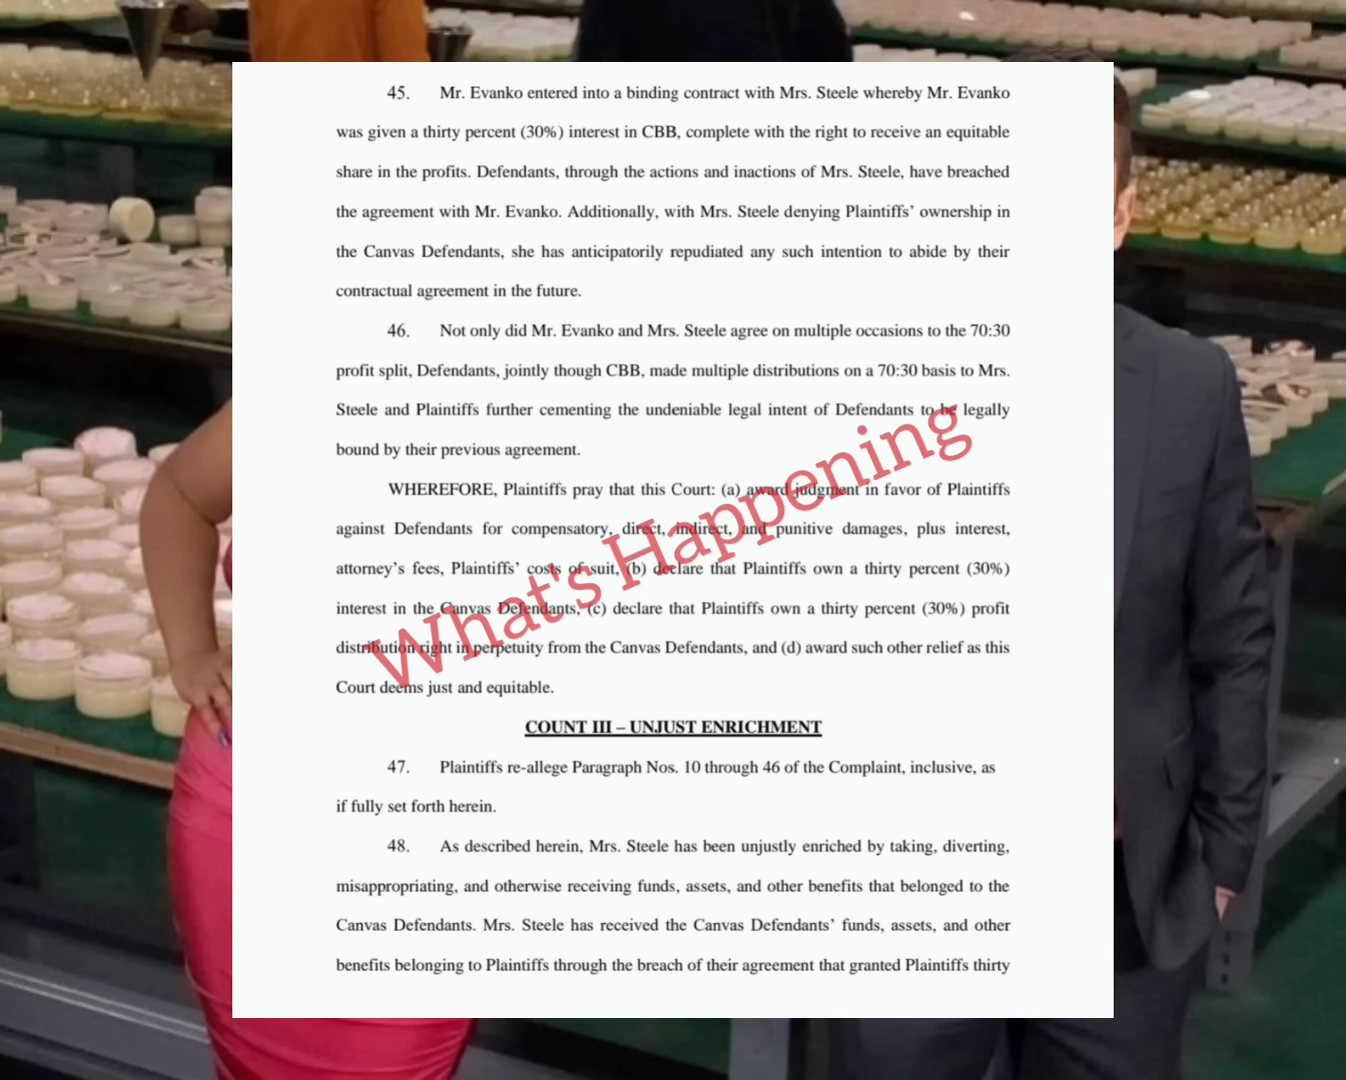 45. Mr. Evanko entered into a binding contract with Mrs. Steele whereby Mr. Evanko
was given a thirty percent (30%) interest in CBB, complete with the right to receive an equitable
share in the profits. Defendants, through the actions and inactions of Mrs. Steele, have breached
the agreement with Mr. Evanko. Additionally, with Mrs. Steele denying Plaintiffs’ ownership in
the Canvas Defendants, she has anticipatorily repudiated any such intention to abide by their
contractual agreement in the future.
46. Not only did Mr. Evanko and Mrs. Steele agree on multiple occasions to the 70:30
profit split, Defendants, jointly though CBB, made multiple distributions on a 70:30 basis to Mrs.
Steele and Plaintiffs further cementing the undeniable legal intent of Defendants to be legally
bound by their previous agreement.
WHEREFORE, Plaintiffs pray that this Court: (a) award judgment in favor of Plaintiffs
against Defendants for compensatory, direct, indirect, and punitive damages, plus interest,
attorney’s fees, Plaintiffs’ costs of suit, (b) declare that Plaintiffs own a thirty percent (30%)
interest in the Canvas Defendants, (c) declare that Plaintiffs own a thirty percent (30%) profit
distribution right in perpetuity from the Canvas Defendants, and (d) award such other relief as this
Court deems just and equitable.
What's Happening
COUNT III – UNJUST ENRICHMENT
47. Plaintiffs re-allege Paragraph Nos. 10 through 46 of the Complaint, inclusive, as
if fully set forth herein.
48. As described herein, Mrs. Steele has been unjustly enriched by taking, diverting,
misappropriating, and otherwise receiving funds, assets, and other benefits that belonged to the
Canvas Defendants. Mrs. Steele has received the Canvas Defendants’ funds, assets, and other
benefits belonging to Plaintiffs through the breach of their agreement that granted Plaintiffs thirty